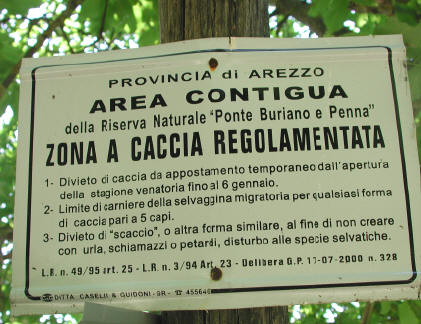 PROVINCIA di AREZZO
AREA CONTIGUA
della Riserva Naturale "Ponte Buriano e Penna"
ZONA A CACCIA REGOLAMENTATA
1- Divieto di caccia da appostamento temporaneo dall'apertura
della stagione venatoria fino al 6 gennaio.
2- Limite di carniere della selvaggina migratoria per qualsiasi forma
di caccia pari a 5 capi.
3- Divieto di "scaccio", o altra forma similare, al fine di non creare
con urla, schiamazzi o petardi, disturbo alle specie selvatiche.
L.R. n. 49/95 art. 25 - L.R. n. 3/94 Art. 23 - Delibera G.P. 11-07-2000 n. 328
DITTA CASELLI & GUIDONI - GR - ☎ 455640